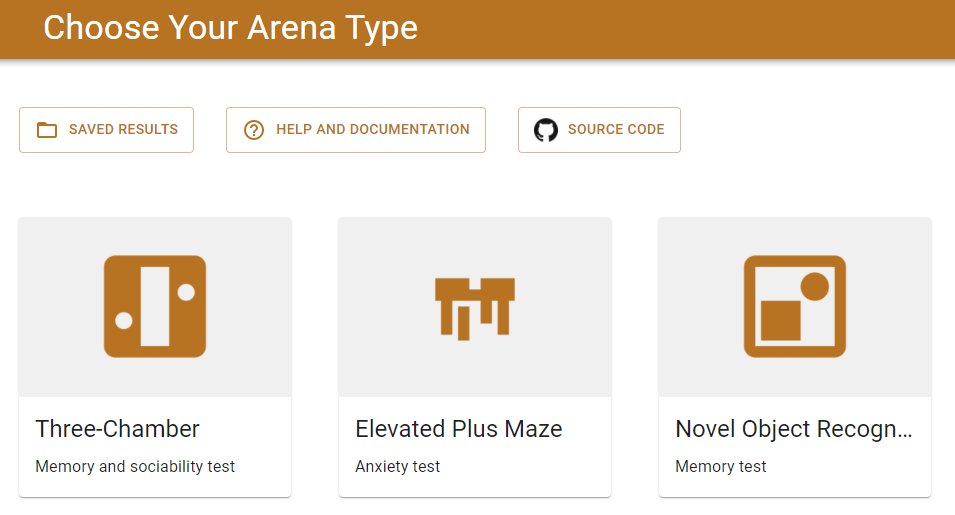 Choose Your Arena Type
SAVED RESULTS
HELP AND DOCUMENTATION
SOURCE CODE
Three-Chamber
Memory and sociability test
Elevated Plus Maze
Anxiety test
Novel Object Recogn...
Memory test